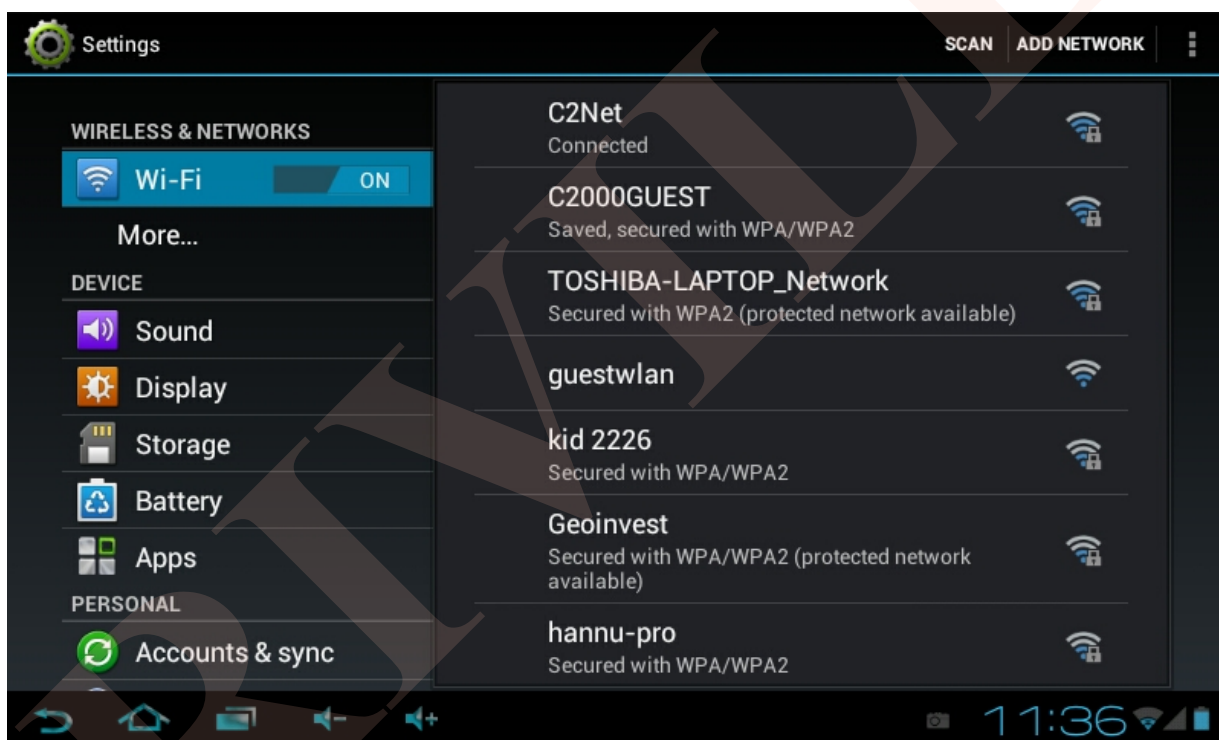 Settings
SCAN
ADD NETWORK
WIRELESS & NETWORKS
Wi-Fi
ON
More...
DEVICE
Sound
Display
Storage
Battery
Apps
PERSONAL
Accounts & sync
C2Net
Connected
C2000GUEST
Saved, secured with WPA/WPA2
TOSHIBA-LAPTOP_Network
Secured with WPA2 (protected network available)
guestwlan
kid 2226
Secured with WPA/WPA2
Geoinvest
Secured with WPA/WPA2 (protected network
available)
hannu-pro
Secured with WPA/WPA2
11:36